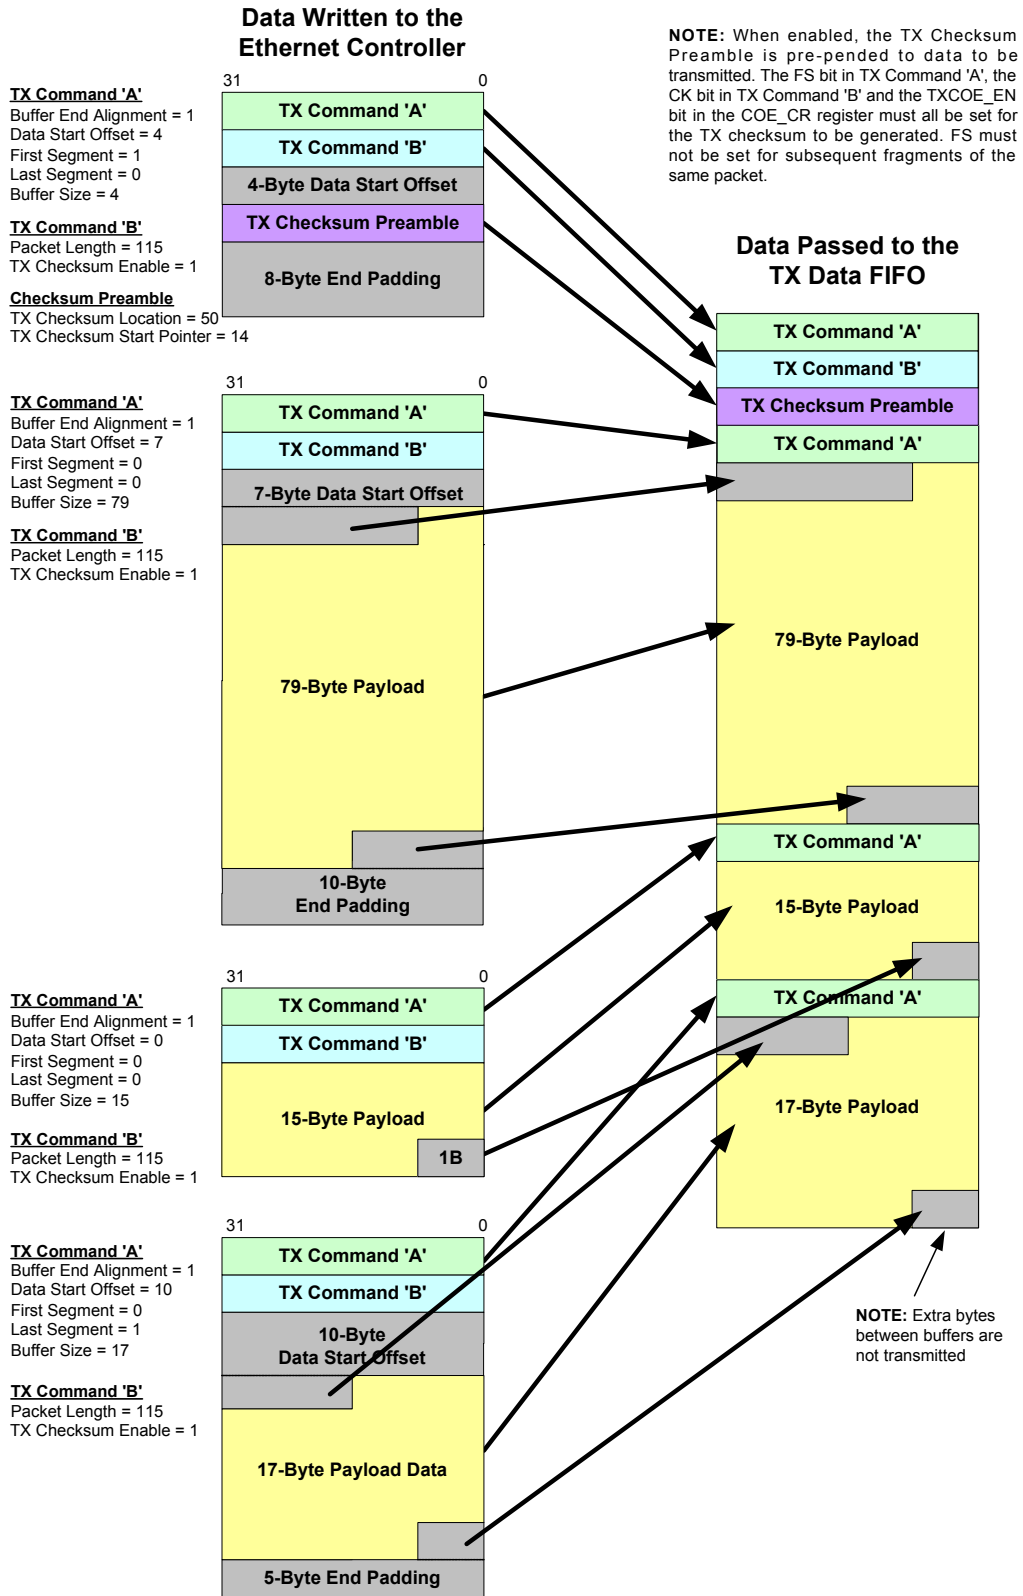 Data Written to the
Ethernet Controller
NOTE: When enabled, the TX Checksum
Preamble is pre-pended to data to be
transmitted. The FS bit in TX Command 'A', the
CK bit in TX Command 'B' and the TXCOE_EN
bit in the COE_CR register must all be set for
the TX checksum to be generated. FS must
not be set for subsequent fragments of the
same packet.
31 0
TX Command 'A'
Buffer End Alignment = 1
Data Start Offset = 4
First Segment = 1
Last Segment = 0
Buffer Size = 4
TX Command 'B'
Packet Length = 115
TX Checksum Enable = 1
Checksum Preamble
TX Checksum Location = 50
TX Checksum Start Pointer = 14
TX Command 'A'
TX Command 'B'
4-Byte Data Start Offset
TX Checksum Preamble
8-Byte End Padding
Data Passed to the
TX Data FIFO
TX Command 'A'
TX Command 'B'
TX Checksum Preamble
TX Command 'A'
79-Byte Payload
TX Command 'A'
15-Byte Payload
TX Command 'A'
17-Byte Payload
NOTE: Extra bytes
between buffers are
not transmitted
31 0
TX Command 'A'
Buffer End Alignment = 1
Data Start Offset = 7
First Segment = 0
Last Segment = 0
Buffer Size = 79
TX Command 'B'
Packet Length = 115
TX Checksum Enable = 1
TX Command 'A'
TX Command 'B'
7-Byte Data Start Offset
79-Byte Payload
10-Byte
End Padding
31 0
TX Command 'A'
Buffer End Alignment = 1
Data Start Offset = 0
First Segment = 0
Last Segment = 0
Buffer Size = 15
TX Command 'B'
Packet Length = 115
TX Checksum Enable = 1
TX Command 'A'
TX Command 'B'
15-Byte Payload
1B
31 0
TX Command 'A'
Buffer End Alignment = 1
Data Start Offset = 10
First Segment = 0
Last Segment = 1
Buffer Size = 17
TX Command 'B'
Packet Length = 115
TX Checksum Enable = 1
TX Command 'A'
TX Command 'B'
10-Byte
Data Start Offset
17-Byte Payload Data
5-Byte End Padding